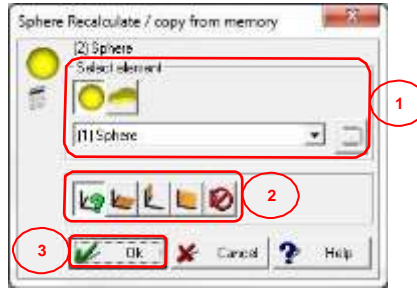 Sphere Recalculate / copy from memory
(2) Sphere
Select element
1
(1) Sphere
2
3
Ok
Cancel
? Help